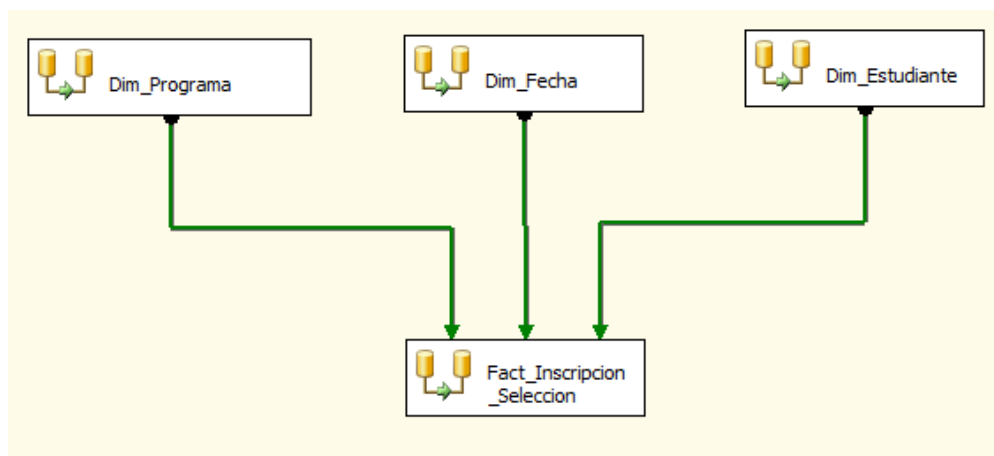 Dim_Programa
Dim_Fecha
Dim_Estudiante
Fact_Inscripcion
_Seleccion